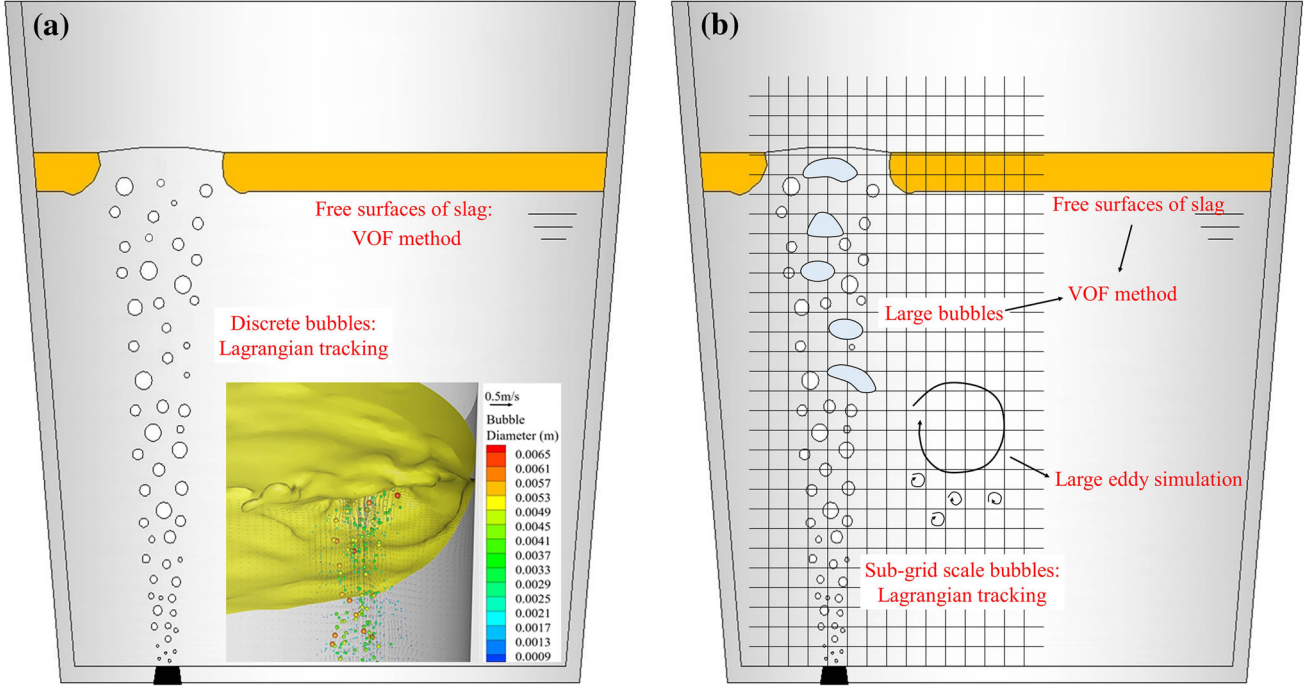 (a)
Free surfaces of slag:
VOF method
Discrete bubbles:
Lagrangian tracking
0.5m/s
Bubble
Diameter (m)
0.0065
0.0061
0.0057
0.0053
0.0049
0.0045
0.0041
0.0037
0.0033
0.0029
0.0025
0.0021
0.0017
0.0013
0.0009
(b)
Free surfaces of slag
VOF method
Large bubbles
Large eddy simulation
Sub-grid scale bubbles:
Lagrangian tracking